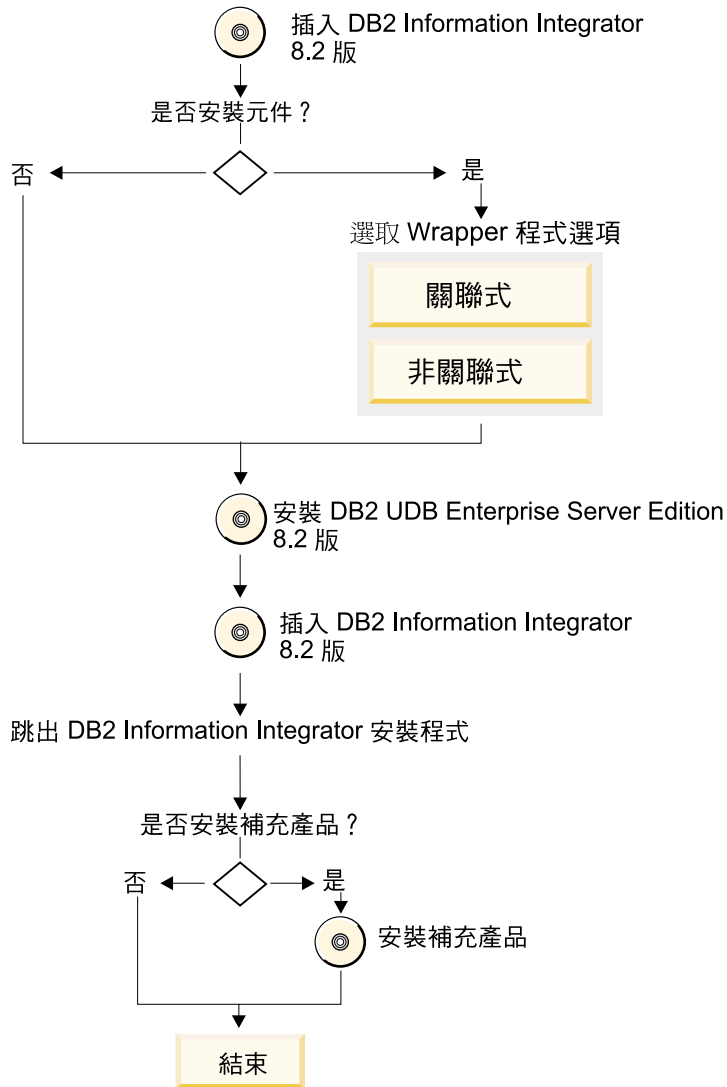 插入 DB2 Information Integrator
8.2 版
是否安裝元件？
否
是
選取 Wrapper 程式選項
關聯式
非關聯式
安裝 DB2 UDB Enterprise Server Edition
8.2 版
插入 DB2 Information Integrator
8.2 版
跳出 DB2 Information Integrator 安裝程式
是否安裝補充產品？
否
是
安裝補充產品
結束